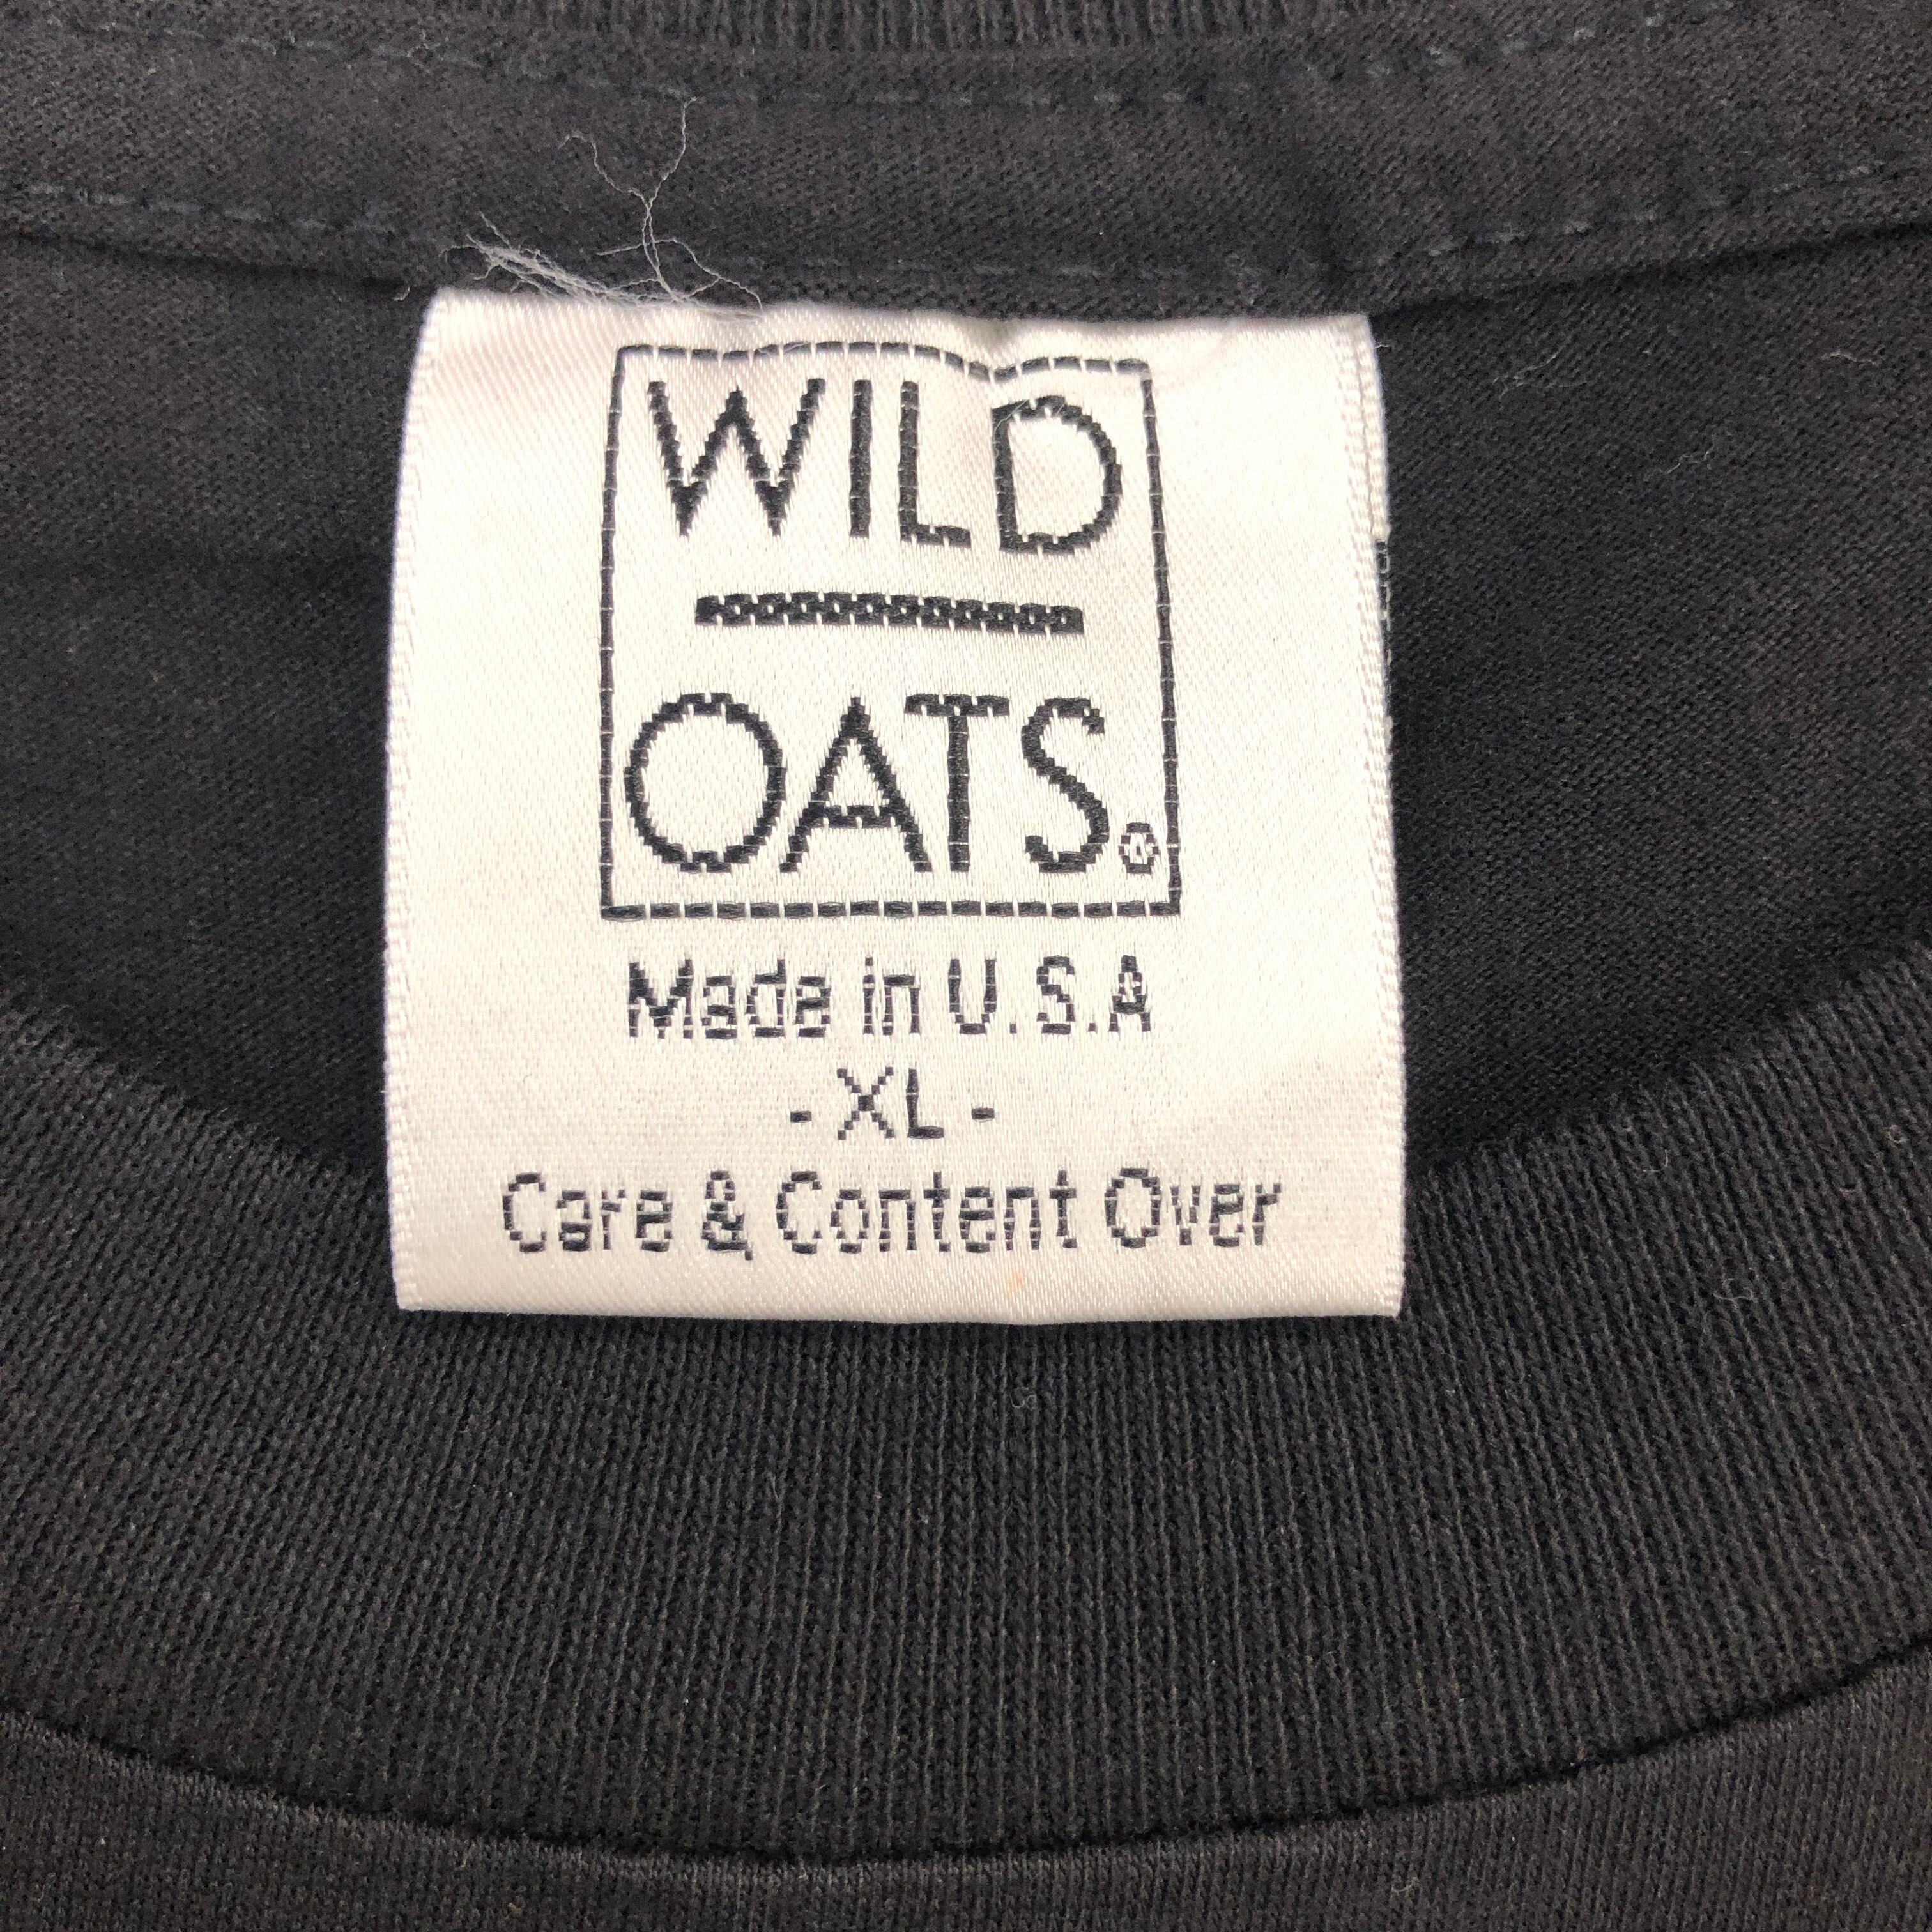 WILD
OATS®
Made in U.S.A
- XL -
Care & Content Over